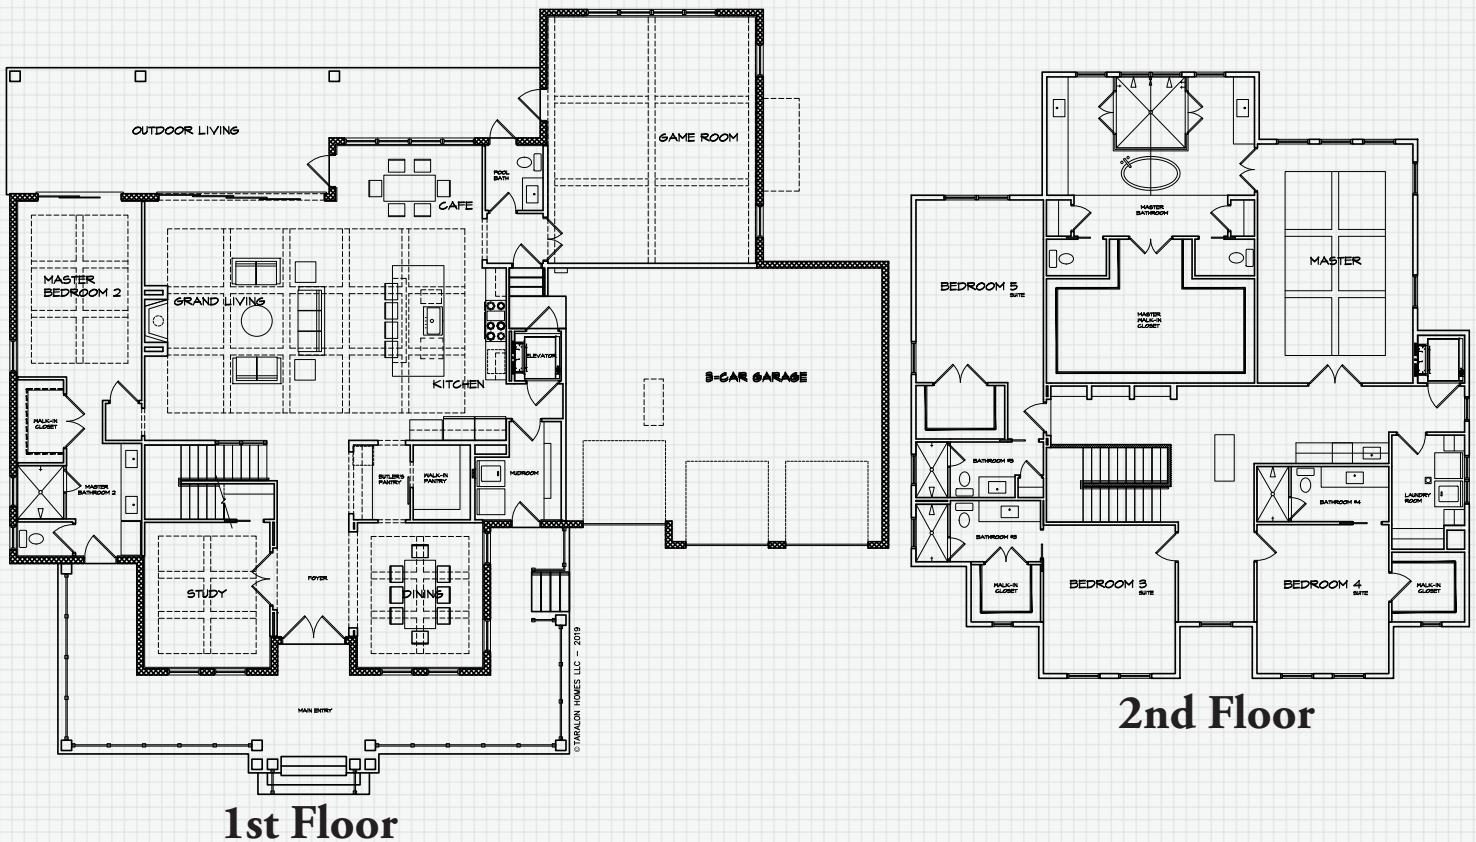 OUTDOOR LIVING
GAME ROOM
POOL
BATH
CAFE
MASTER
BEDROOM 2
GRAND LIVING
ELEVATOR
KITCHEN
3-CAR GARAGE
WALK-IN
CLOSET
BUTLER'S
PANTRY
WALK-IN
PANTRY
MUDROOM
MASTER
BATHROOM 2
STUDY
FOYER
DINING
MAIN ENTRY
© TARALON HOMES LLC - 2019
1st Floor
MASTER
BATHROOM
MASTER
BEDROOM 5
SUITE
MASTER
WALK-IN
CLOSET
BATHROOM #5
BATHROOM #4
LAUNDRY
ROOM
BATHROOM #3
WALK-IN
CLOSET
BEDROOM 3
SUITE
BEDROOM 4
SUITE
WALK-IN
CLOSET
2nd Floor